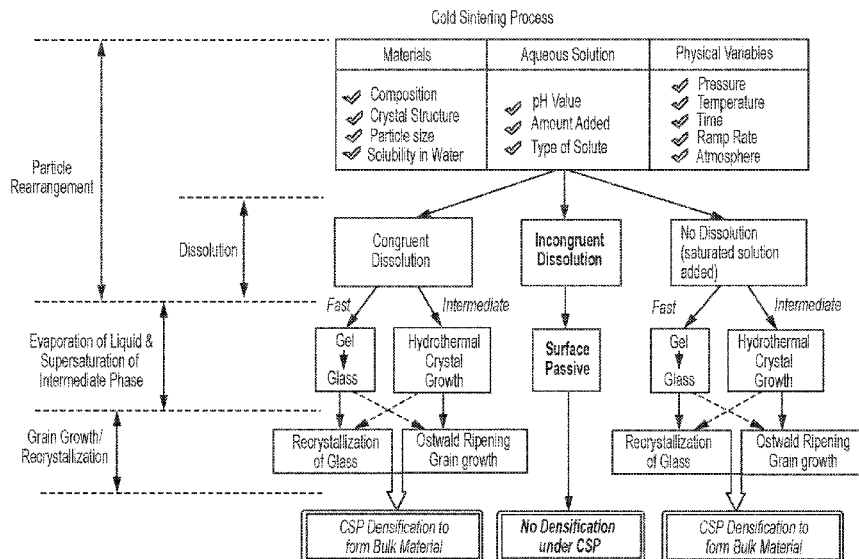 Cold Sintering Process
Materials
Aqueous Solution
Physical Variables
Composition
Crystal Structure
Particle size
Solubility in Water
pH Value
Amount Added
Type of Solute
Pressure
Temperature
Time
Ramp Rate
Atmosphere
Particle
Rearrangement
Dissolution
Congruent
Dissolution
Incongruent
Dissolution
No Dissolution
(saturated solution
added)
Fast
Intermediate
Fast
Intermediate
Evaporation of Liquid &
Supersaturation of
Intermediate Phase
Gel
Glass
Hydrothermal
Crystal
Growth
Surface
Passive
Gel
Glass
Hydrothermal
Crystal
Growth
Grain Growth/
Recrystallization
Recrystallization
of Glass
Ostwald Ripening
Grain growth
Recrystallization
of Glass
Ostwald Ripening
Grain growth
CSP Densification to
form Bulk Material
No Densification
under CSP
CSP Densification to
form Bulk Material